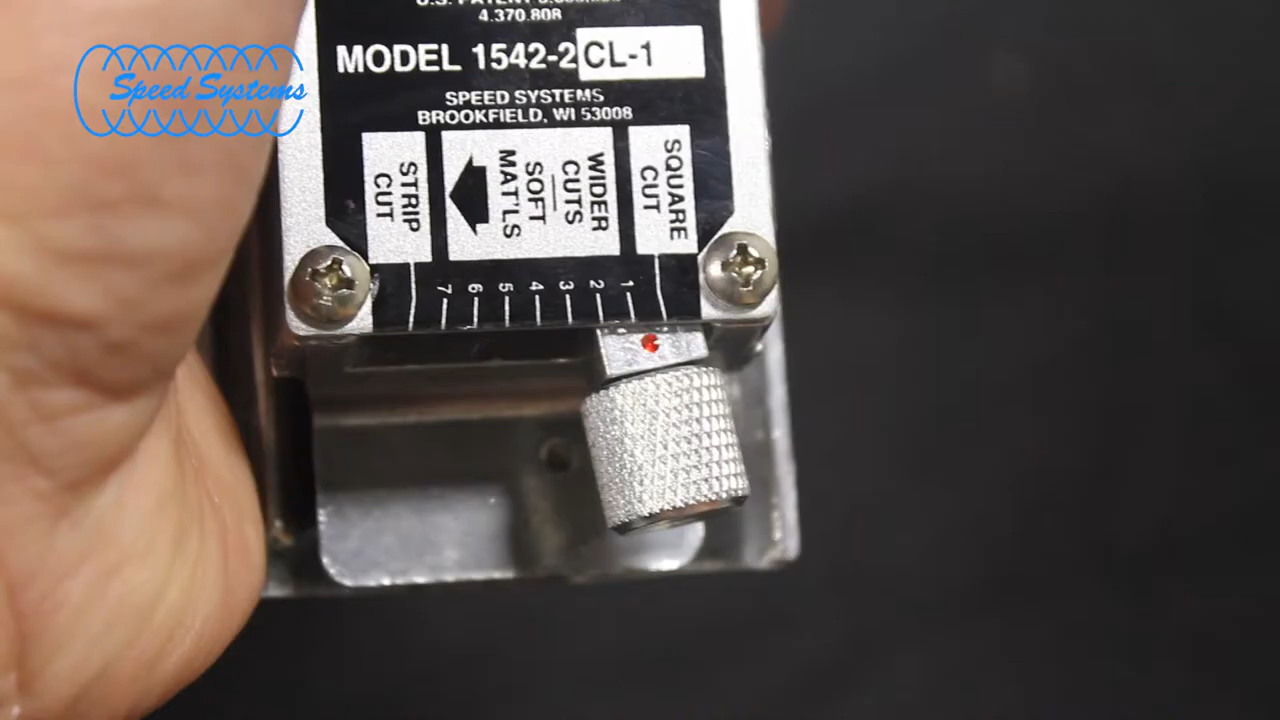 U.S. PATENT
4.370.808
MODEL 1542-2 CL-1
SPEED SYSTEMS
BROOKFIELD, WI 53008
Speed Systems
STRIP
CUT
WIDER
CUTS
SOFT
MAT'LS
SQUARE
CUT
7 6 5 4 3 2 1